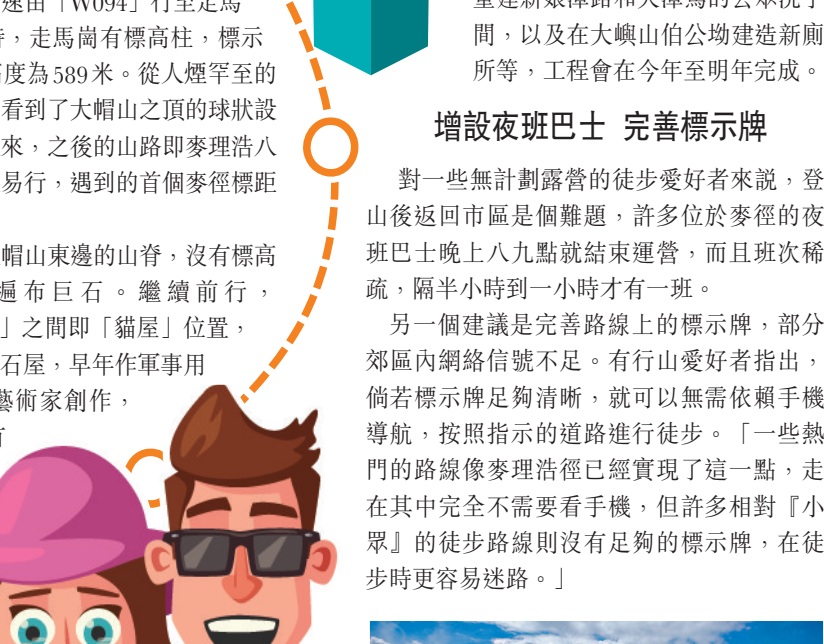 速由「W094」行至走馬
時，走馬崗有標高柱，標示
高度為589米。從人煙罕至的
看到了大帽山之頂的球狀設
來，之後的山路即麥理浩八
易行，遇到的首個麥徑標距
帽山東邊的山脊，沒有標高
遍布巨石。繼續前行，
」之間即「貓屋」位置，
石屋，早年作軍事用
藝術家創作，
間，以及在大嶼山伯公坳建造新廁
所等，工程會在今年至明年完成。
增設夜班巴士 完善標示牌
對一些無計劃露營的徒步愛好者來說，登
山後返回市區是個難題，許多位於麥徑的夜
班巴士晚上八九點就結束運營，而且班次稀
疏，隔半小時到一小時才有一班。
另一個建議是完善路線上的標示牌，部分
郊區內網絡信號不足。有行山愛好者指出，
倘若標示牌足夠清晰，就可以無需依賴手機
導航，按照指示的道路進行徒步。「一些熱
門的路線像麥理浩徑已經實現了這一點，走
在其中完全不需要看手機，但許多相對『小
眾』的徒步路線則沒有足夠的標示牌，在徒
步時更容易迷路。」